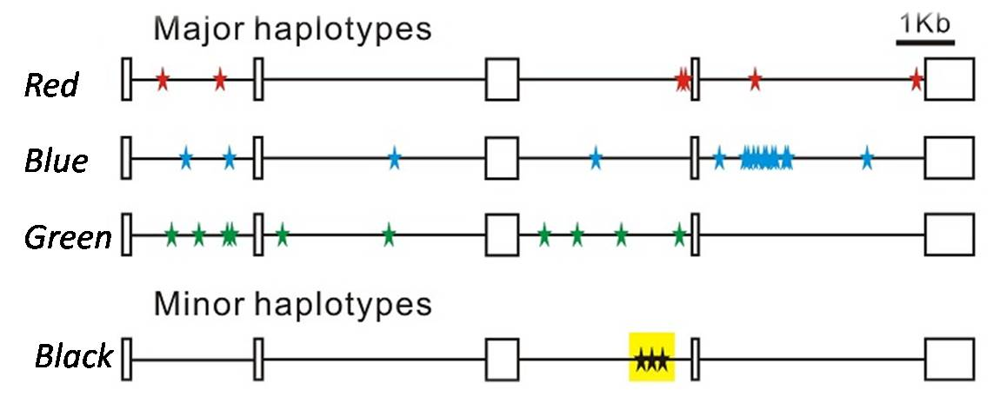 Major haplotypes
1Kb
Red
Blue
Green
Minor haplotypes
Black